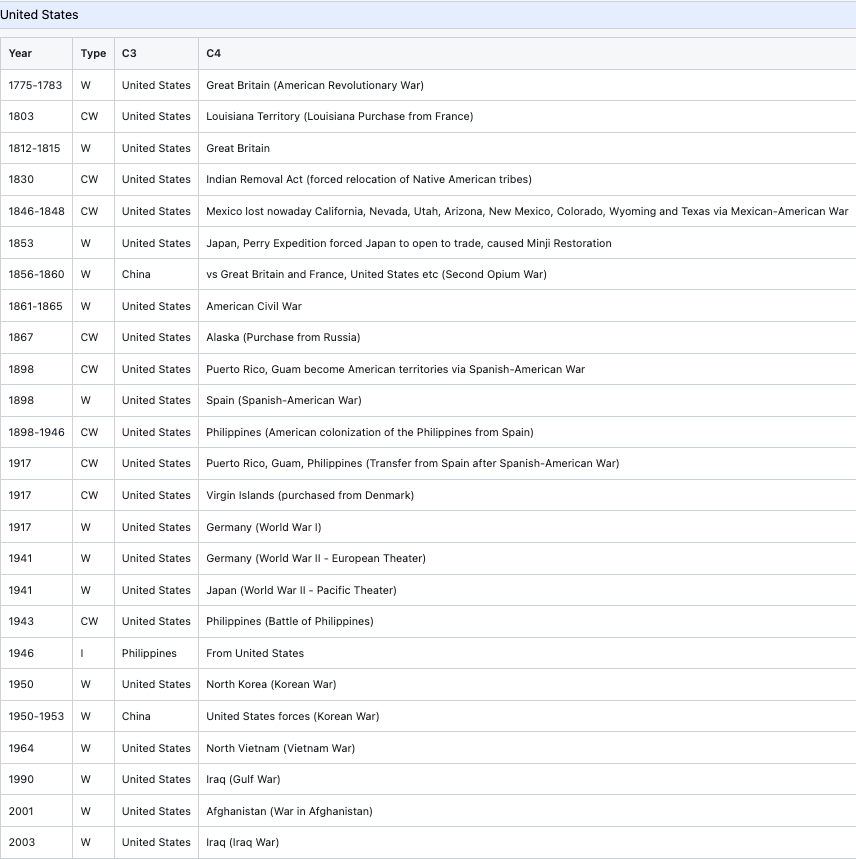 United States
Year Type C3 C4
1775-1783 W United States Great Britain (American Revolutionary War)
1803 CW United States Louisiana Territory (Louisiana Purchase from France)
1812-1815 W United States Great Britain
1830 CW United States Indian Removal Act (forced relocation of Native American tribes)
1846-1848 CW United States Mexico lost nowaday California, Nevada, Utah, Arizona, New Mexico, Colorado, Wyoming and Texas via Mexican-American War
1853 W United States Japan, Perry Expedition forced Japan to open to trade, caused Minji Restoration
1856-1860 W China vs Great Britain and France, United States etc (Second Opium War)
1861-1865 W United States American Civil War
1867 CW United States Alaska (Purchase from Russia)
1898 CW United States Puerto Rico, Guam become American territories via Spanish-American War
1898 W United States Spain (Spanish-American War)
1898-1946 CW United States Philippines (American colonization of the Philippines from Spain)
1917 CW United States Puerto Rico, Guam, Philippines (Transfer from Spain after Spanish-American War)
1917 CW United States Virgin Islands (purchased from Denmark)
1917 W United States Germany (World War I)
1941 W United States Germany (World War II - European Theater)
1941 W United States Japan (World War II - Pacific Theater)
1943 CW United States Philippines (Battle of Philippines)
1946 I Philippines From United States
1950 W United States North Korea (Korean War)
1950-1953 W China United States forces (Korean War)
1964 W United States North Vietnam (Vietnam War)
1990 W United States Iraq (Gulf War)
2001 W United States Afghanistan (War in Afghanistan)
2003 W United States Iraq (Iraq War)